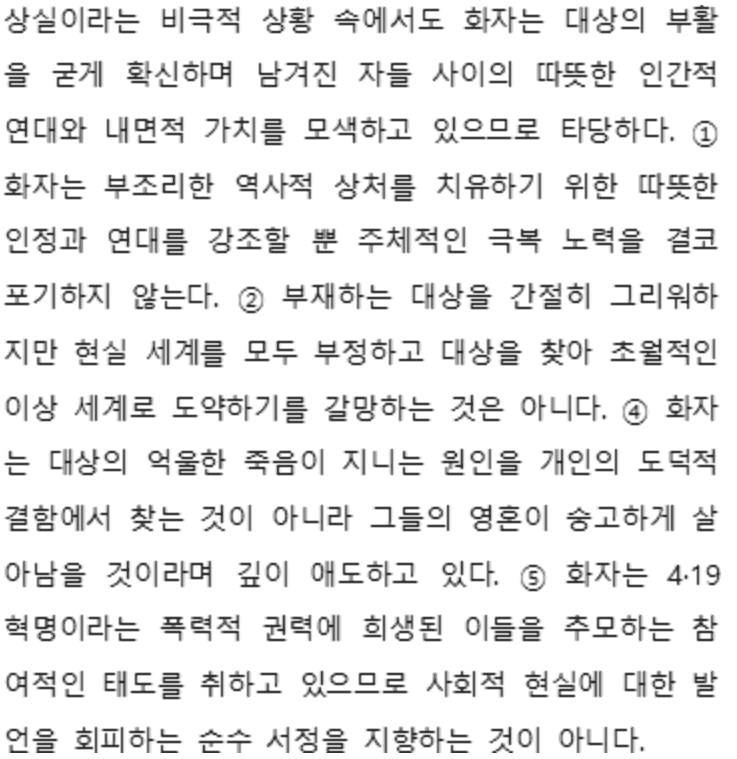 상실이라는 비극적 상황 속에서도 화자는 대상의 부활
을 굳게 확신하며 남겨진 자들 사이의 따뜻한 인간적
연대와 내면적 가치를 모색하고 있으므로 타당하다. ①
화자는 부조리한 역사적 상처를 치유하기 위한 따뜻한
인정과 연대를 강조할 뿐 주체적인 극복 노력을 결코
포기하지 않는다. ② 부재하는 대상을 간절히 그리워하
지만 현실 세계를 모두 부정하고 대상을 찾아 초월적인
이상 세계로 도약하기를 갈망하는 것은 아니다. ④ 화자
는 대상의 억울한 죽음이 지니는 원인을 개인의 도덕적
결함에서 찾는 것이 아니라 그들의 영혼이 숭고하게 살
아남을 것이라며 깊이 애도하고 있다. ⑤ 화자는 4·19
혁명이라는 폭력적 권력에 희생된 이들을 추모하는 참
여적인 태도를 취하고 있으므로 사회적 현실에 대한 발
언을 회피하는 순수 서정을 지향하는 것이 아니다.